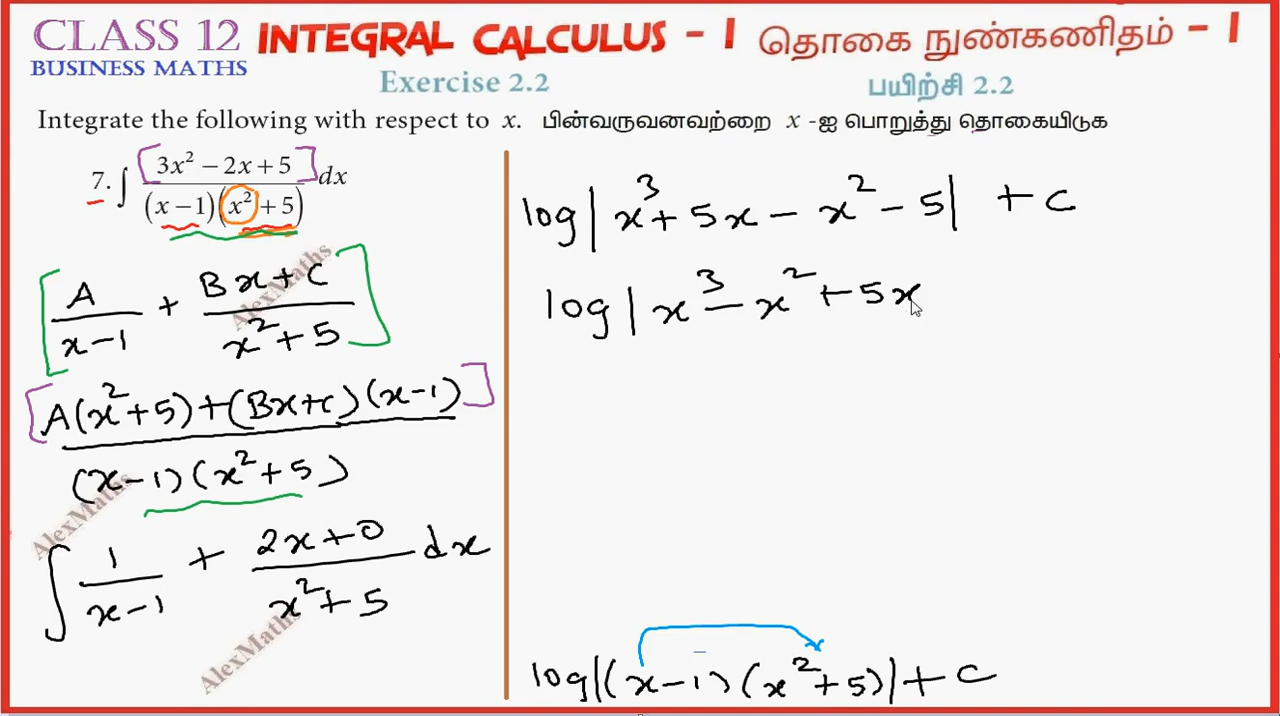 CLASS 12 INTEGRAL CALCULUS - I தொகை நுண்கணிதம் - I
BUSINESS MATHS
Exercise 2.2 பயிற்சி 2.2
Integrate the following with respect to x. பின்வருவனவற்றை x -ஐ பொறுத்து தொகையிடுக
7. ∫ [3x² − 2x + 5] / (x − 1)(x² + 5) dx
[A / x−1 + Bx+C / x²+5]
[A(x²+5)+(Bx+c)(x−1)] / (x−1)(x²+5)
∫ 1 / x−1 + 2x+0 / x²+5 dx
log|x³+5x − x² − 5| + c
log|x³ − x² + 5x
log|(x−1)(x²+5)|+c
AlexMaths
AlexMaths
AlexMaths